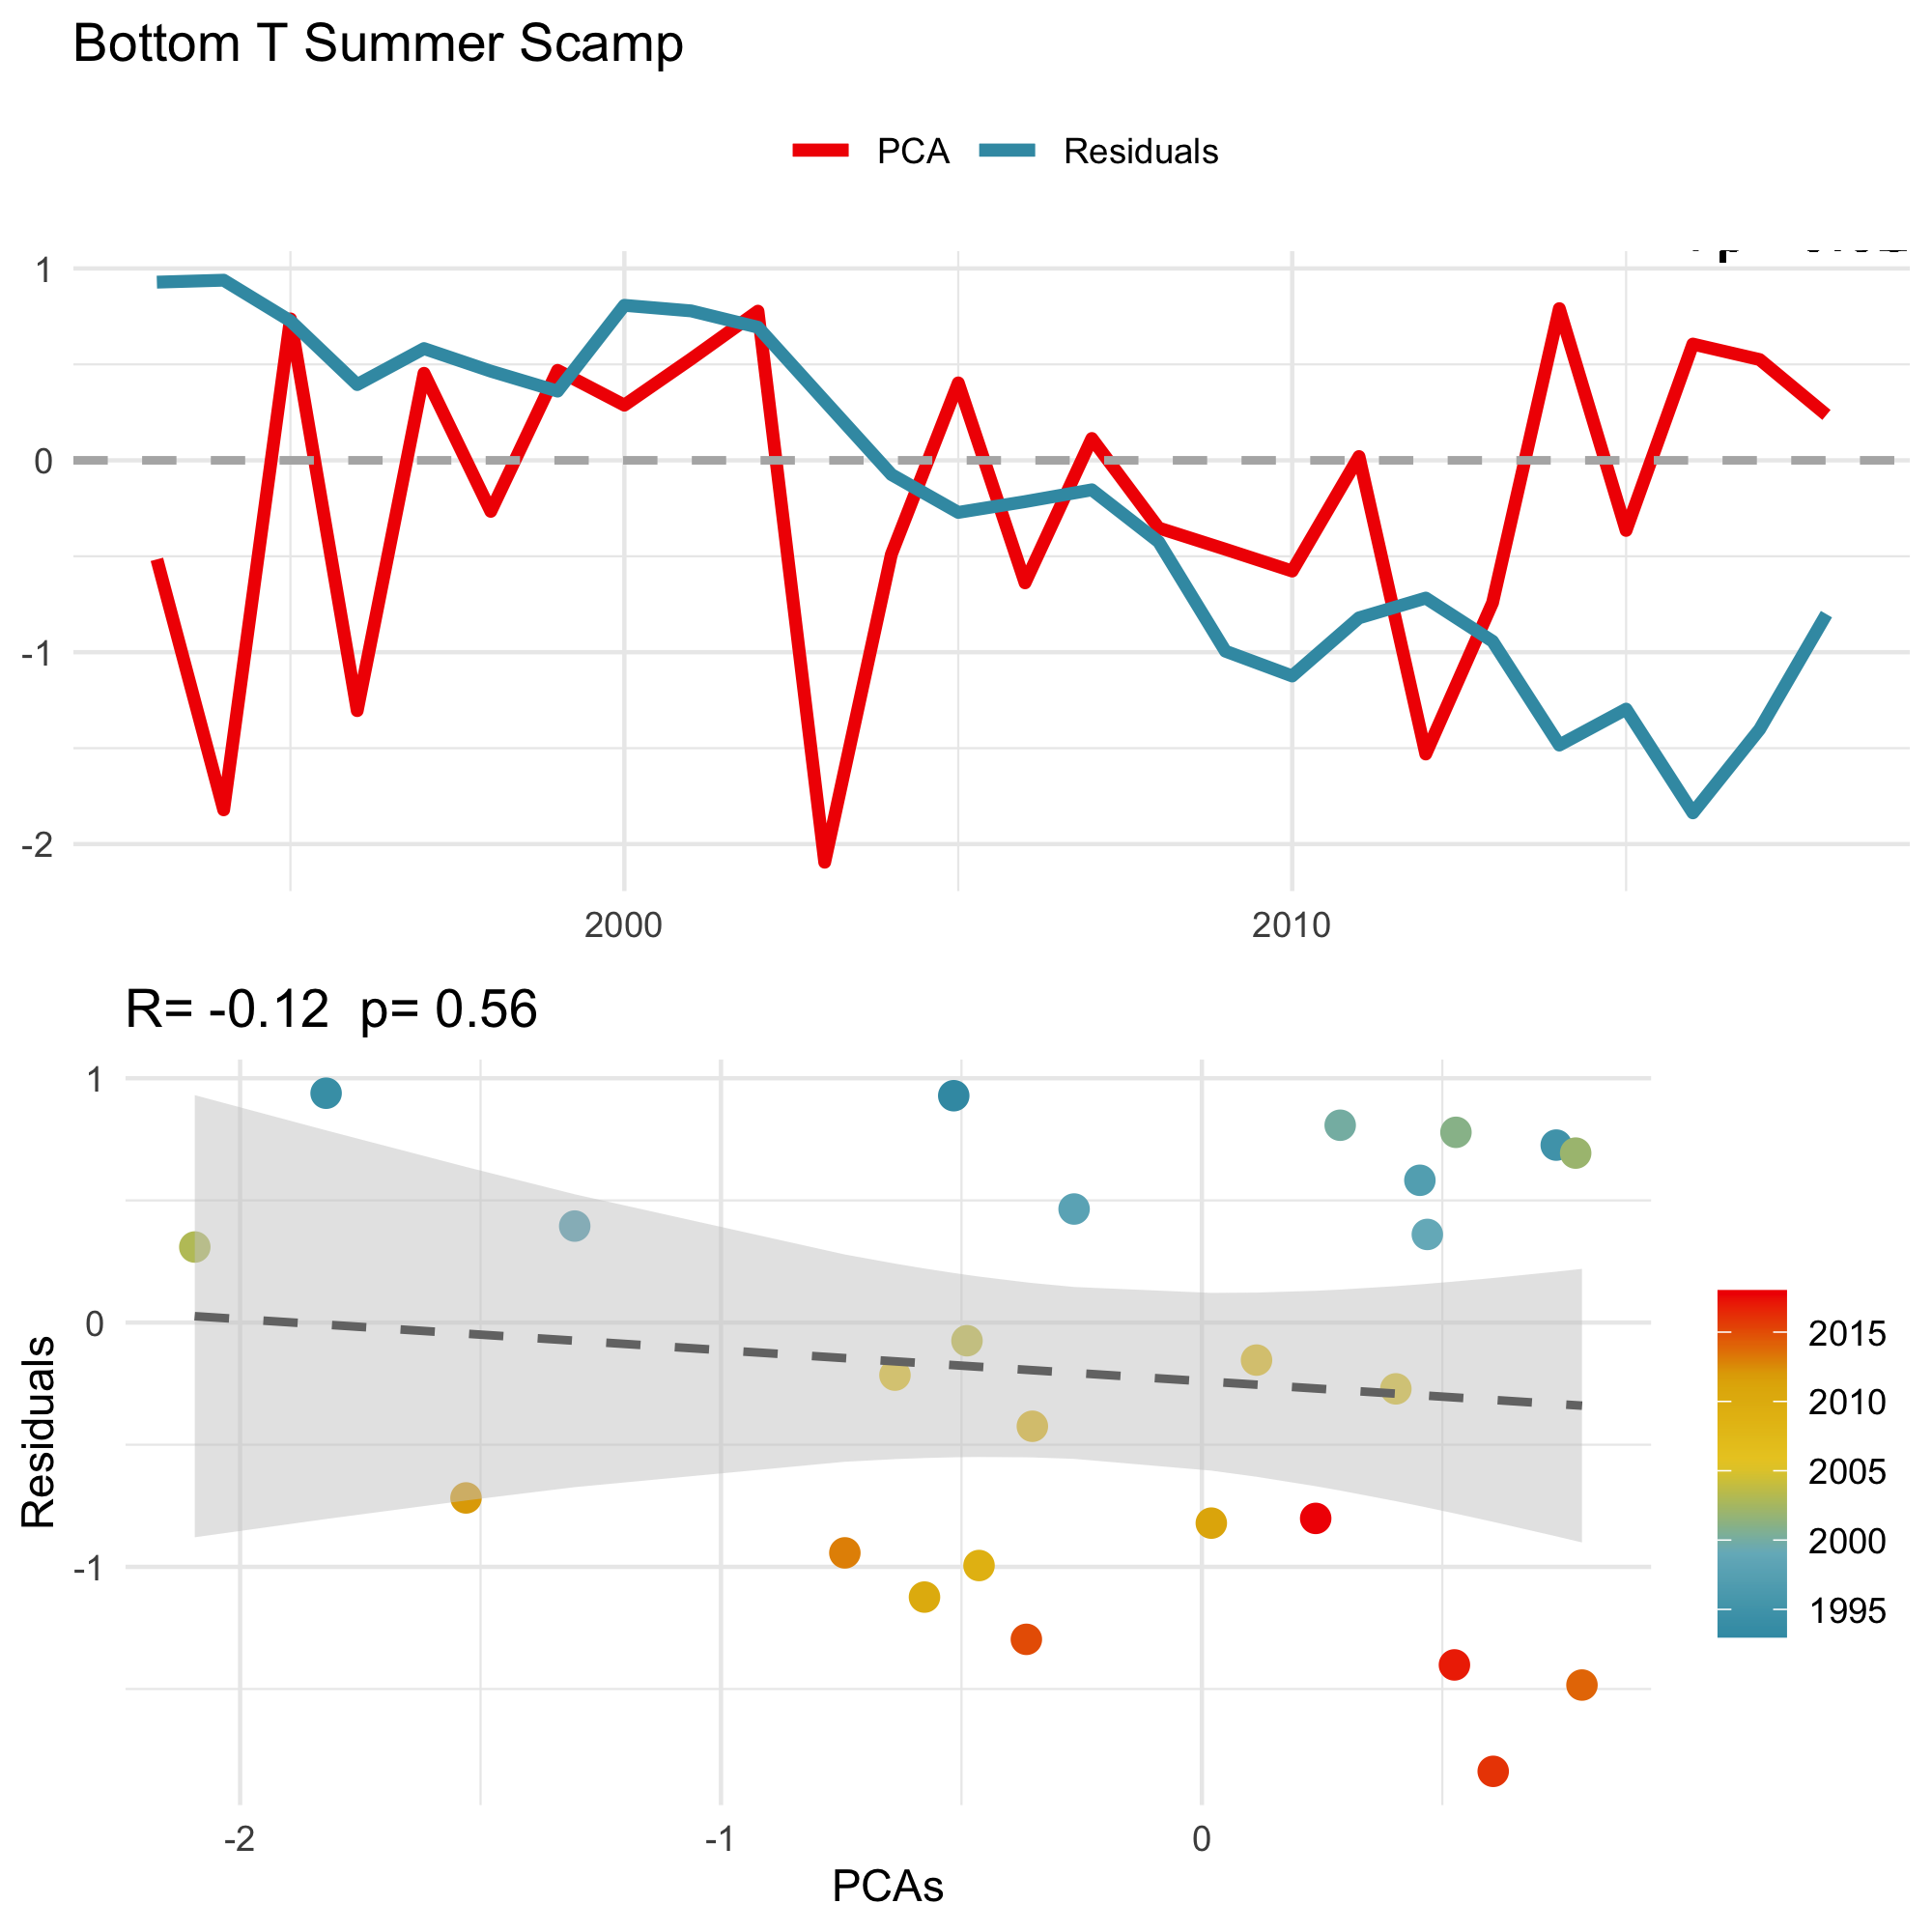 Bottom T Summer Scamp
PCA Residuals
1
0
-1
-2
2000 2010
R= -0.12 p= 0.56
1
0
-1
Residuals
-2 -1 0
PCAs
2015
2010
2005
2000
1995